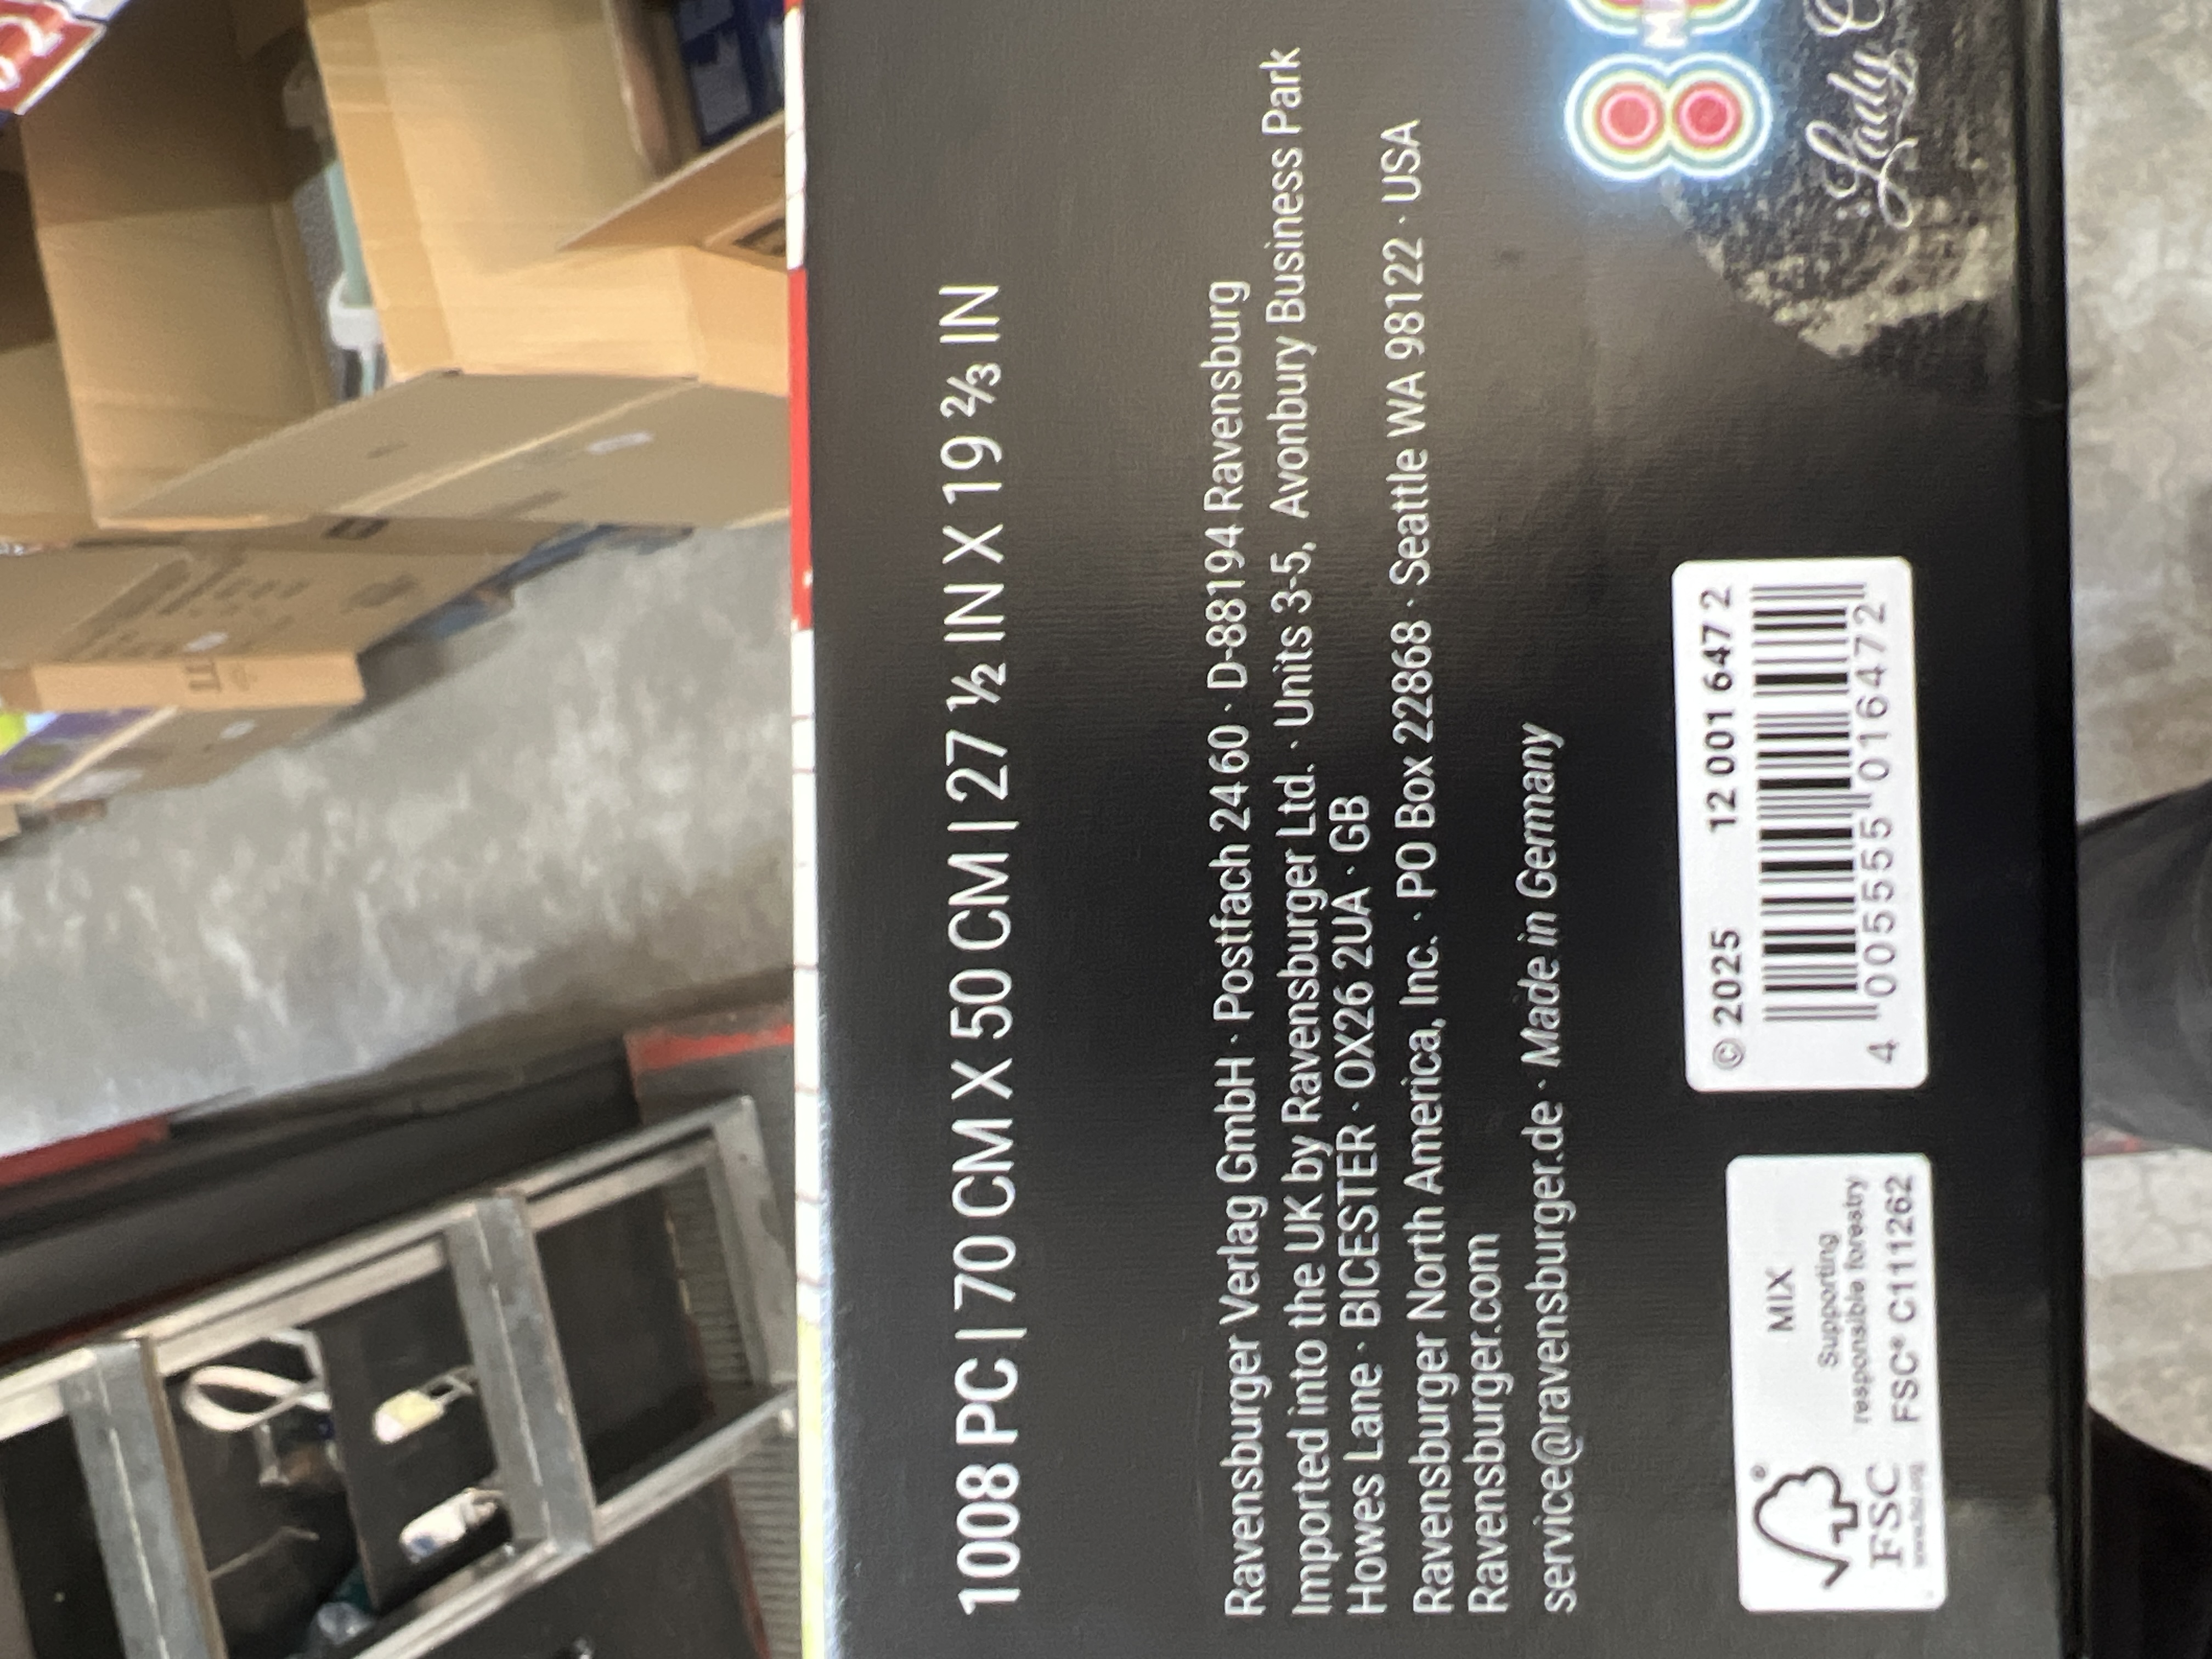 1008 PC | 70 CM X 50 CM | 27 ½ IN X 19 ⅔ IN
Ravensburger Verlag GmbH · Postfach 24 60 · D-88194 Ravensburg
Imported into the UK by Ravensburger Ltd. · Units 3-5, Avonbury Business Park
Howes Lane · BICESTER · OX26 2UA · GB
Ravensburger North America, Inc. · PO Box 22868 · Seattle WA 98122 · USA
Ravensburger.com
service@ravensburger.de · Made in Germany
MIX
Supporting
responsible forestry
FSC® C111262
FSC
© 2025 12 001 647 2
4 005555 016472
Lady